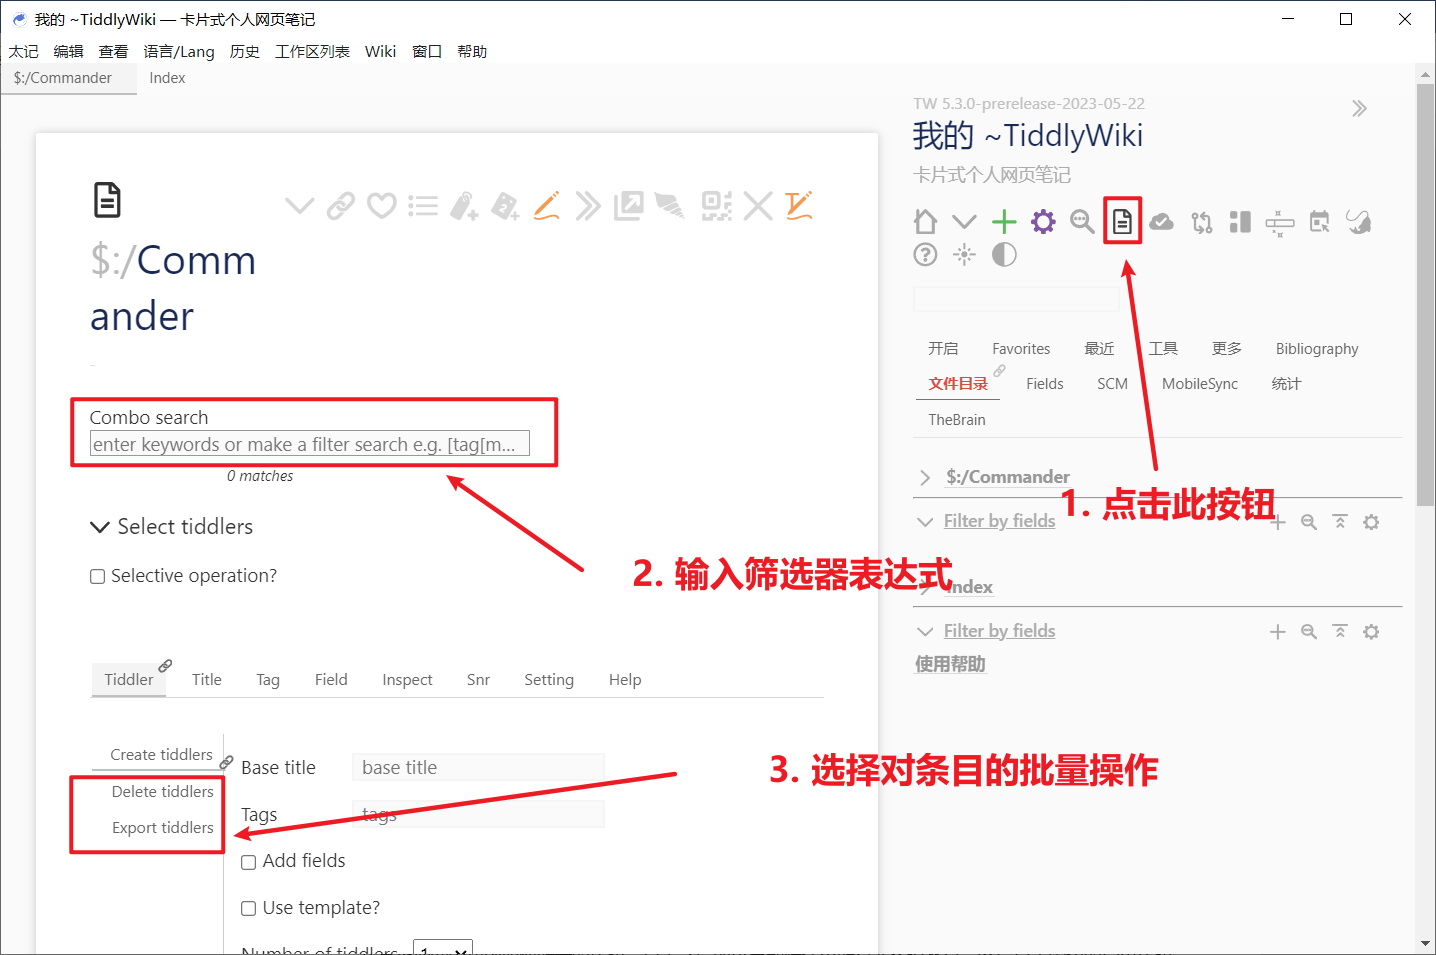 我的 ~TiddlyWiki — 卡片式个人网页笔记
太记 编辑 查看 语言/Lang 历史 工作区列表 Wiki 窗口 帮助
$:/Commander Index
TW 5.3.0-prerelease-2023-05-22
我的 ~TiddlyWiki
卡片式个人网页笔记
$:/Comm
ander
Combo search
enter keywords or make a filter search e.g. [tag[m...
0 matches
Select tiddlers
Selective operation?
Tiddler Title Tag Field Inspect Snr Setting Help
Create tiddlers
Delete tiddlers
Export tiddlers
Base title base title
Tags tags
Add fields
Use template?
Number of tiddlers 1
开启 Favorites 最近 工具 更多 Bibliography
文件目录 Fields SCM MobileSync 统计
TheBrain
$:/Commander
Filter by fields
Index
Filter by fields
使用帮助
1. 点击此按钮
2. 输入筛选器表达式
3. 选择对条目的批量操作